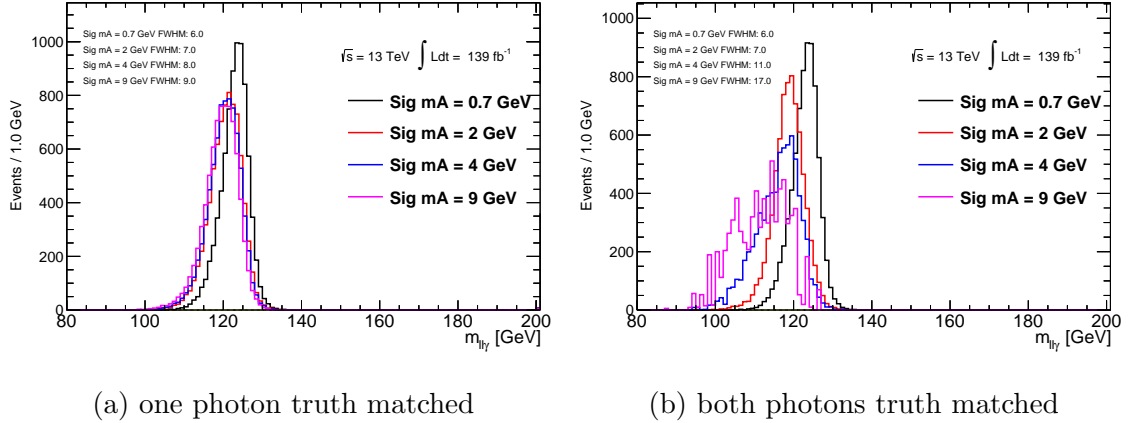 Sig mA = 0.7 GeV FWHM: 6.0
Sig mA = 2 GeV FWHM: 7.0
Sig mA = 4 GeV FWHM: 8.0
Sig mA = 9 GeV FWHM: 9.0
√s = 13 TeV ∫ Ldt = 139 fb⁻¹
Sig mA = 0.7 GeV
Sig mA = 2 GeV
Sig mA = 4 GeV
Sig mA = 9 GeV
Events / 1.0 GeV
1000
800
600
400
200
0
80 100 120 140 160 180 200
m_llγ [GeV]
(a) one photon truth matched
Sig mA = 0.7 GeV FWHM: 6.0
Sig mA = 2 GeV FWHM: 7.0
Sig mA = 4 GeV FWHM: 11.0
Sig mA = 9 GeV FWHM: 17.0
√s = 13 TeV ∫ Ldt = 139 fb⁻¹
Sig mA = 0.7 GeV
Sig mA = 2 GeV
Sig mA = 4 GeV
Sig mA = 9 GeV
Events / 1.0 GeV
1000
800
600
400
200
0
80 100 120 140 160 180 200
m_llγ [GeV]
(b) both photons truth matched